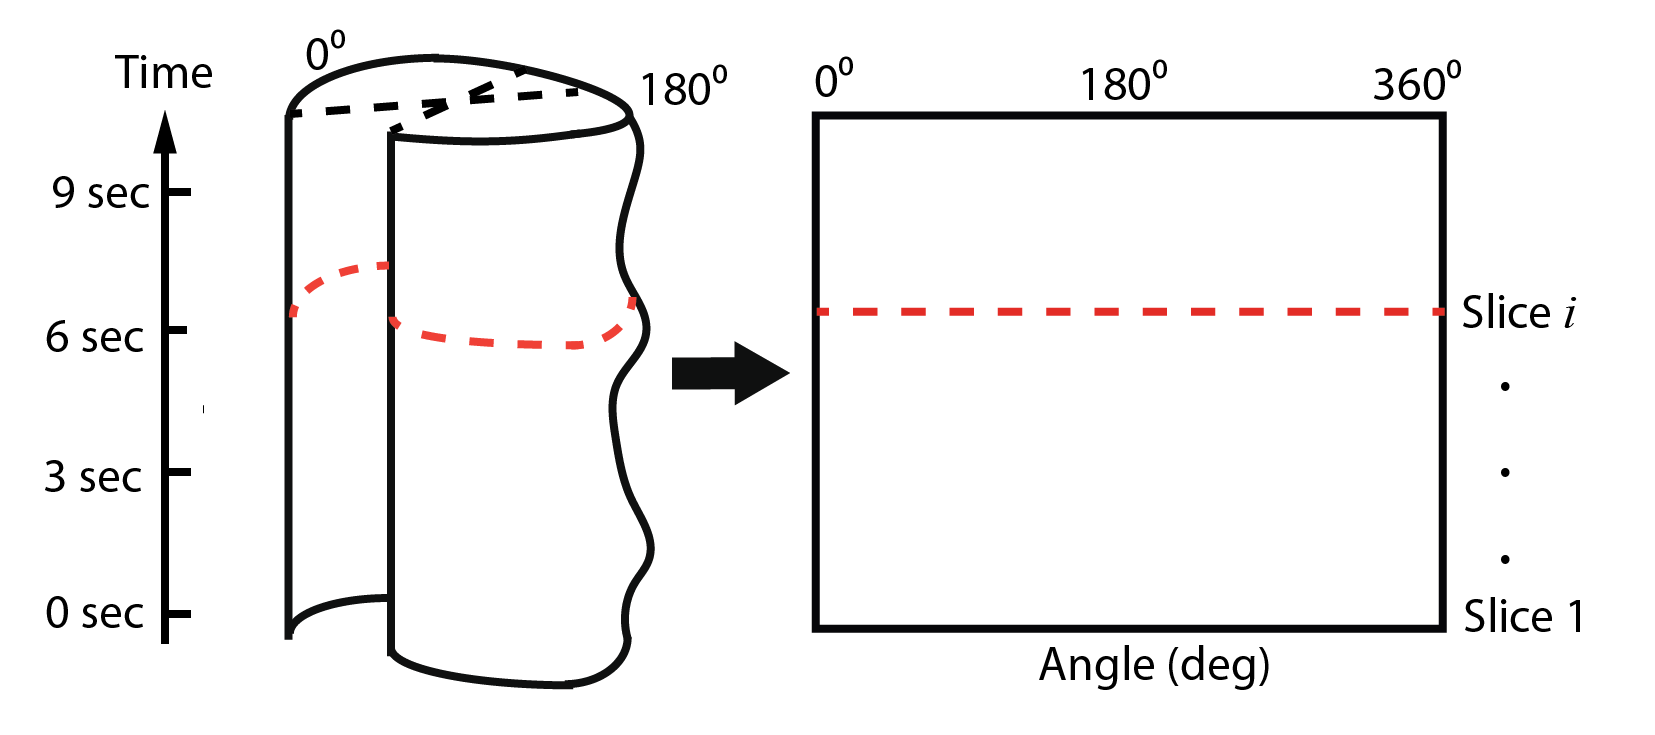 Time
9 sec
6 sec
3 sec
0 sec
0⁰
180⁰
0⁰
180⁰
360⁰
Slice i
Slice 1
Angle (deg)